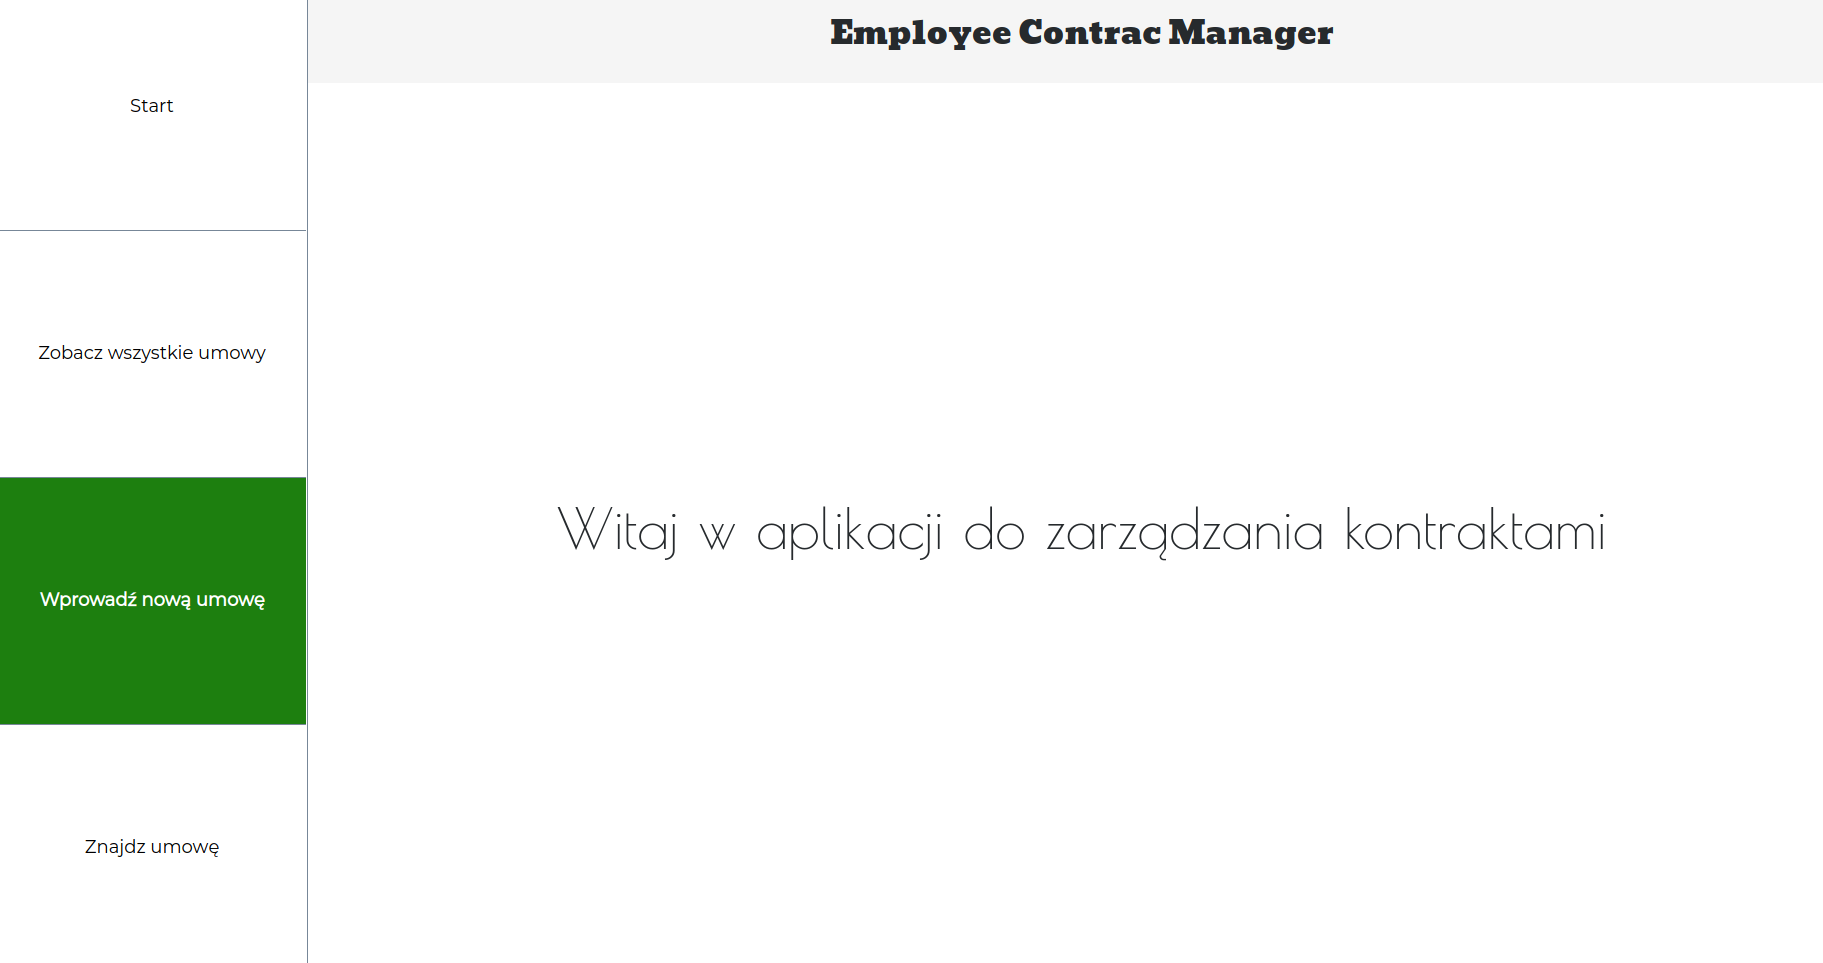 Employee Contrac Manager
Start
Zobacz wszystkie umowy
Wprowadź nową umowę
Znajdz umowę
Witaj w aplikacji do zarządzania kontraktami